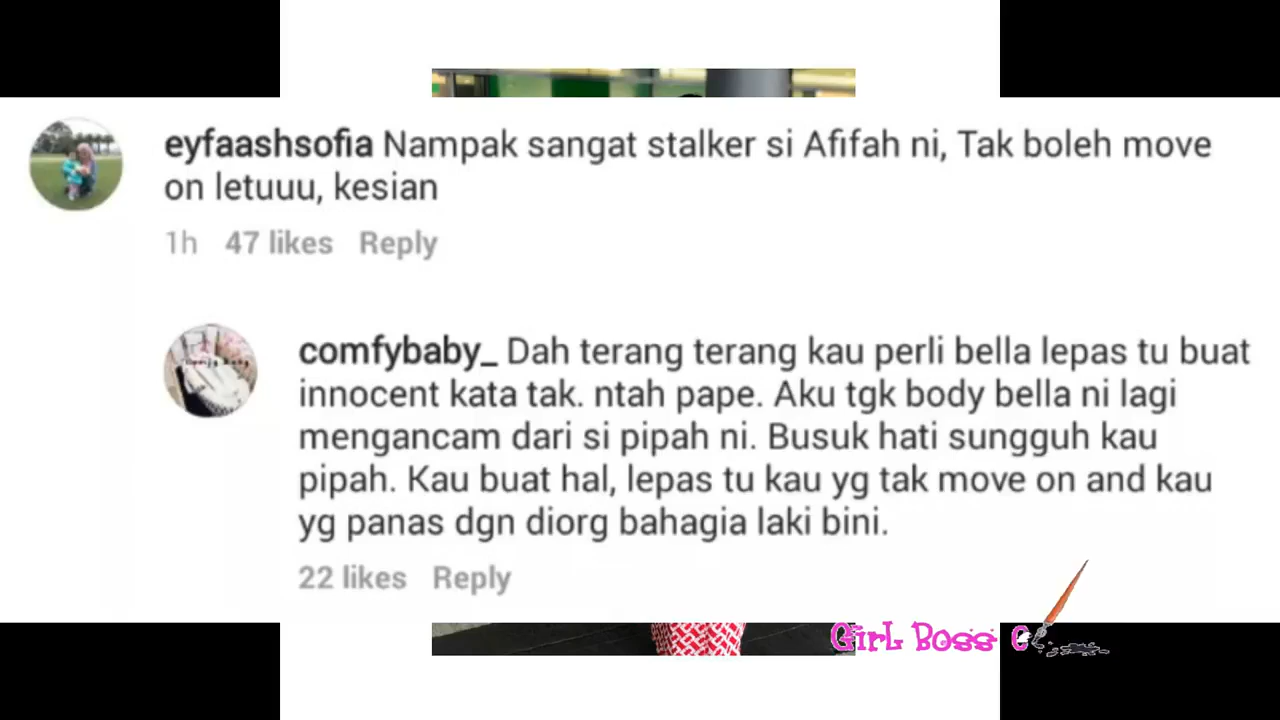 eyfaashsofia Nampak sangat stalker si Afifah ni, Tak boleh move
on letuuu, kesian
1h 47 likes Reply
comfybaby_ Dah terang terang kau perli bella lepas tu buat
innocent kata tak. ntah pape. Aku tgk body bella ni lagi
mengancam dari si pipah ni. Busuk hati sungguh kau
pipah. Kau buat hal, lepas tu kau yg tak move on and kau
yg panas dgn diorg bahagia laki bini.
22 likes Reply
Girl Boss